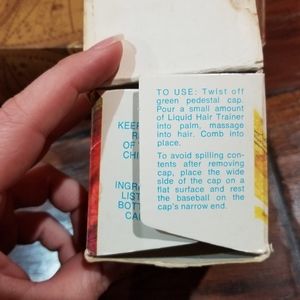 TO USE: Twist off
green pedestal cap.
Pour a small amount
of Liquid Hair Trainer
into palm, massage
into hair. Comb into
place.
To avoid spilling con-
tents after removing
cap, place the wide
side of the cap on a
flat surface and rest
the baseball on the
cap's narrow end.
KEEP
OF
CHI
INGR
LIST
BOTT
CA